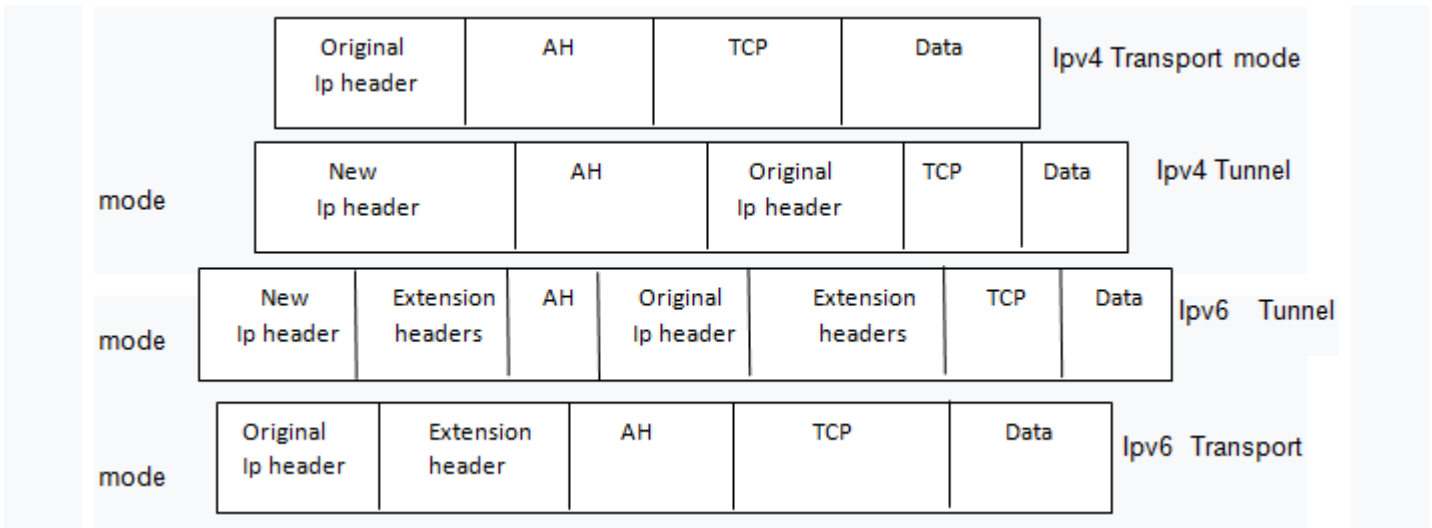 Original AH TCP Data Ipv4 Transport mode
Ip header
New AH Original TCP Data Ipv4 Tunnel
mode Ip header Ip header
New Extension AH Original Extension TCP Data Ipv6 Tunnel
mode Ip header headers Ip header headers
Original Extension AH TCP Data Ipv6 Transport
mode Ip header header